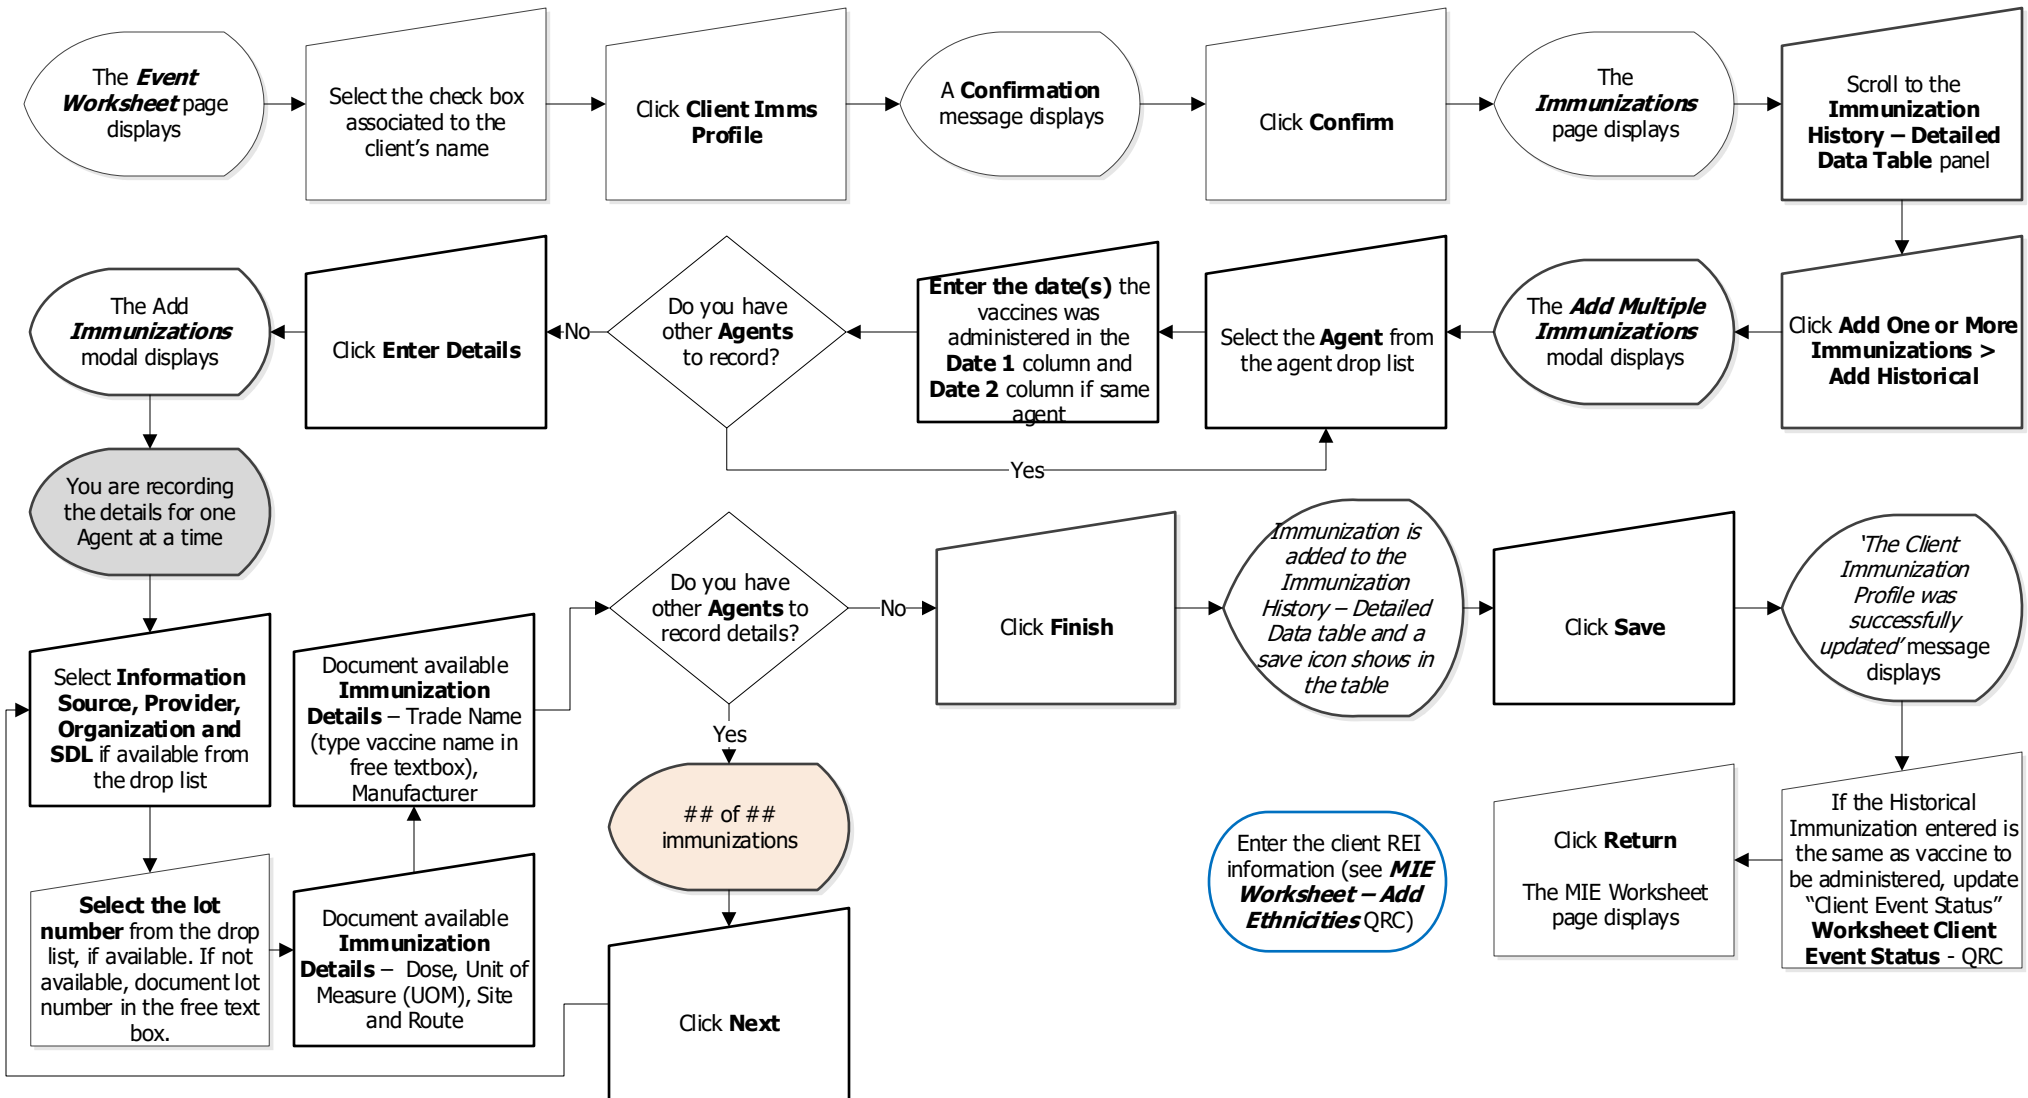 The Event
Worksheet page
displays
Select the check box
associated to the
client's name
Click Client Imms
Profile
A Confirmation
message displays
Click Confirm
The
Immunizations
page displays
Scroll to the
Immunization
History – Detailed
Data Table panel
Click Add One or More
Immunizations >
Add Historical
The Add Multiple
Immunizations
modal displays
Select the Agent from
the agent drop list
Enter the date(s) the
vaccines was
administered in the
Date 1 column and
Date 2 column if same
agent
Do you have
other Agents
to record?
No
Yes
Click Enter Details
The Add
Immunizations
modal displays
You are recording
the details for one
Agent at a time
Select Information
Source, Provider,
Organization and
SDL if available from
the drop list
Select the lot
number from the drop
list, if available. If not
available, document lot
number in the free text
box.
Document available
Immunization
Details – Dose, Unit of
Measure (UOM), Site
and Route
Document available
Immunization
Details – Trade Name
(type vaccine name in
free textbox),
Manufacturer
Do you have
other Agents to
record details?
No
Yes
## of ##
immunizations
Click Next
Click Finish
Immunization is
added to the
Immunization
History – Detailed
Data table and a
save icon shows in
the table
Click Save
‘The Client
Immunization
Profile was
successfully
updated’ message
displays
If the Historical
Immunization entered is
the same as vaccine to
be administered, update
“Client Event Status”
Worksheet Client
Event Status - QRC
Click Return
The MIE Worksheet
page displays
Enter the client REI
information (see MIE
Worksheet – Add
Ethnicities QRC)